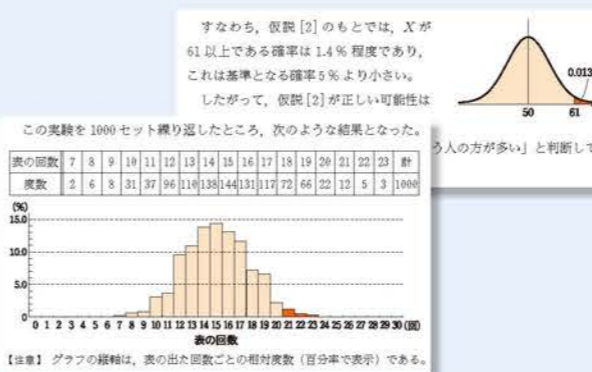 すなわち，仮説[2]のもとでは，Xが
61以上である確率は1.4％程度であり，
これは基準となる確率5％より小さい。
したがって，仮説[2]が正しい可能性は
0.013
50 61
う人の方が多い」と判断して
この実験を1000セット繰り返したところ，次のような結果となった。
表の回数 7 8 9 10 11 12 13 14 15 16 17 18 19 20 21 22 23 計
度数 2 6 8 31 37 96 110 138 144 131 117 72 66 22 12 5 3 1000
(%)
15.0
10.0
5.0
0
0 1 2 3 4 5 6 7 8 9 10 11 12 13 14 15 16 17 18 19 20 21 22 23 24 25 26 27 28 29 30 (回)
表の回数
【注意】 グラフの縦軸は，表の出た回数ごとの相対度数（百分率で表示）である。